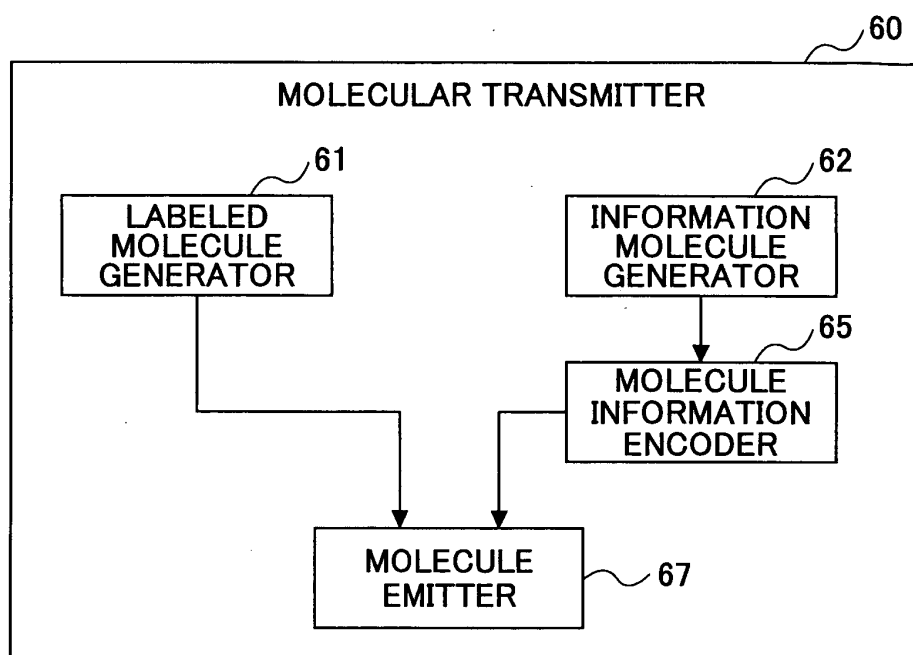 60
MOLECULAR TRANSMITTER
61
LABELED
MOLECULE
GENERATOR
62
INFORMATION
MOLECULE
GENERATOR
65
MOLECULE
INFORMATION
ENCODER
MOLECULE
EMITTER
67